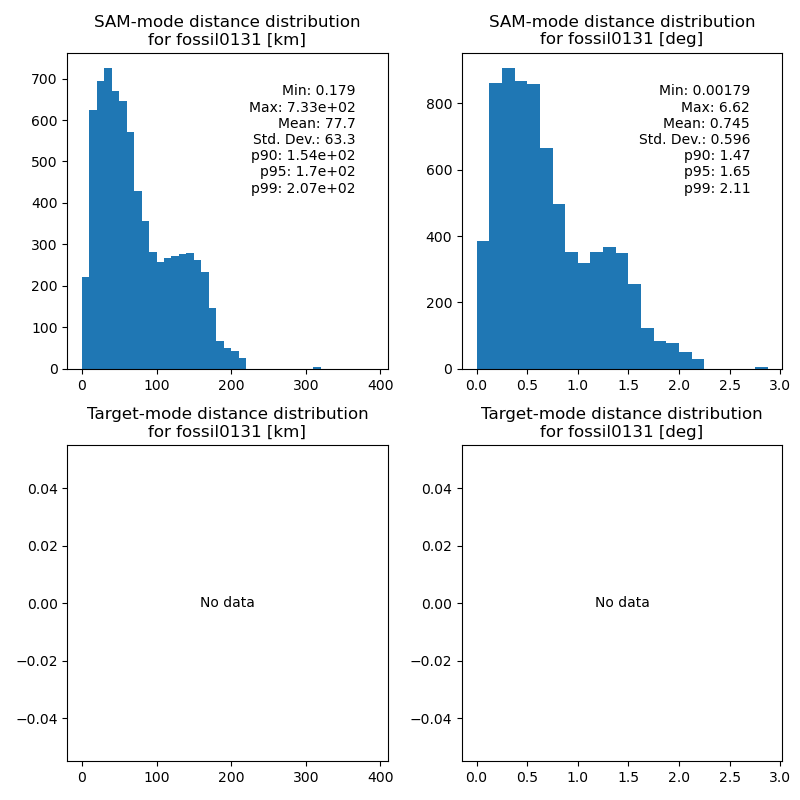 SAM-mode distance distribution
for fossil0131 [km]
700
600
500
400
300
200
100
0
0
100
200
300
400
Min: 0.179
Max: 7.33e+02
Mean: 77.7
Std. Dev.: 63.3
p90: 1.54e+02
p95: 1.7e+02
p99: 2.07e+02
SAM-mode distance distribution
for fossil0131 [deg]
800
600
400
200
0
0.0
0.5
1.0
1.5
2.0
2.5
3.0
Min: 0.00179
Max: 6.62
Mean: 0.745
Std. Dev.: 0.596
p90: 1.47
p95: 1.65
p99: 2.11
Target-mode distance distribution
for fossil0131 [km]
0.04
0.02
0.00
−0.02
−0.04
No data
0
100
200
300
400
Target-mode distance distribution
for fossil0131 [deg]
0.04
0.02
0.00
−0.02
−0.04
No data
0.0
0.5
1.0
1.5
2.0
2.5
3.0